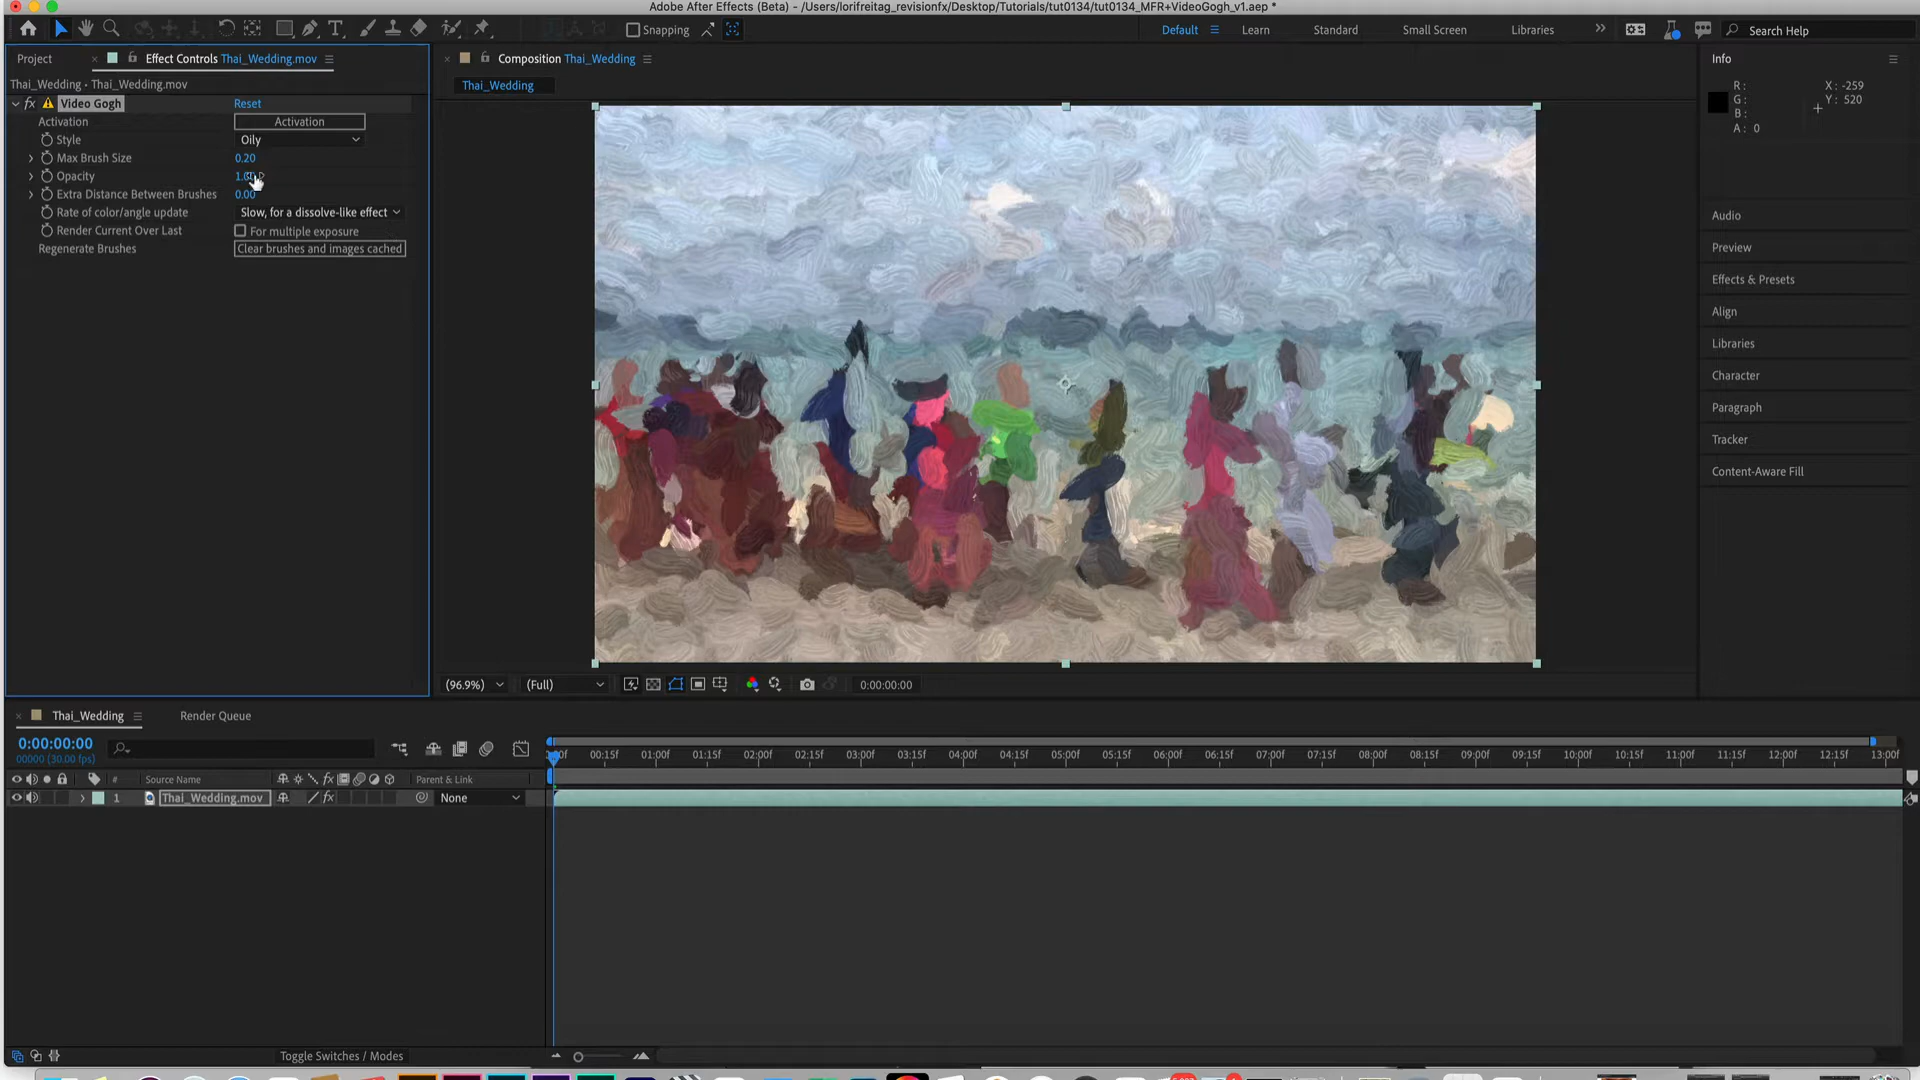 Adobe After Effects (Beta) - /Users/lorifreitag_revisionfx/Desktop/Tutorials/tut0134/tut0134_MFR+VideoGogh_v1.aep *
Snapping
Default
Learn
Standard
Small Screen
Libraries
Search Help
Project
Effect Controls Thai_Wedding.mov
Composition Thai_Wedding
Info
Thai_Wedding • Thai_Wedding.mov
Thai_Wedding
R:
G:
B:
A: 0
X: -259
Y: 520
fx Video Gogh
Reset
Activation
Activation
Style
Oily
Max Brush Size
0.20
Opacity
Extra Distance Between Brushes
0.00
Rate of color/angle update
Slow, for a dissolve-like effect
Render Current Over Last
For multiple exposure
Regenerate Brushes
Clear brushes and images cached
Audio
Preview
Effects & Presets
Align
Libraries
Character
Paragraph
Tracker
Content-Aware Fill
(96.9%)
(Full)
0:00:00:00
Thai_Wedding
Render Queue
0:00:00:00
00000 (30.00 fps)
00:15f 01:00f 01:15f 02:00f 02:15f 03:00f 03:15f 04:00f 04:15f 05:00f 05:15f 06:00f 06:15f 07:00f 07:15f 08:00f 08:15f 09:00f 09:15f 10:00f 10:15f 11:00f 11:15f 12:00f 12:15f 13:00f
# Source Name
fx
Parent & Link
1 Thai_Wedding.mov
fx
None
Toggle Switches / Modes